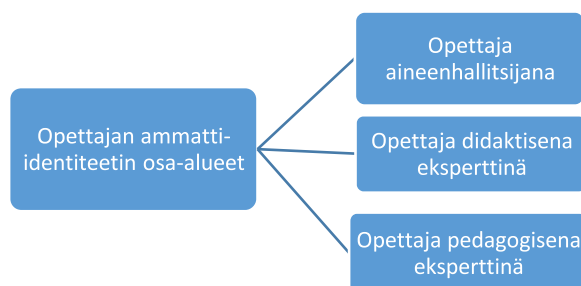 Opettaja
aineenhallitsijana
Opettajan ammatti-
identiteetin osa-alueet
Opettaja didaktisena
eksperttinä
Opettaja pedagogisena
eksperttinä